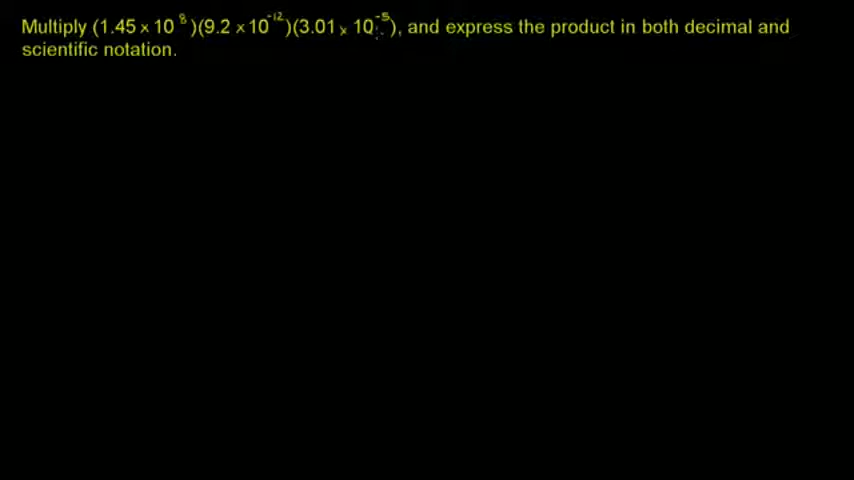 Multiply (1.45 × 10⁸)(9.2 × 10⁻¹²)(3.01 × 10⁻⁵), and express the product in both decimal and
scientific notation.